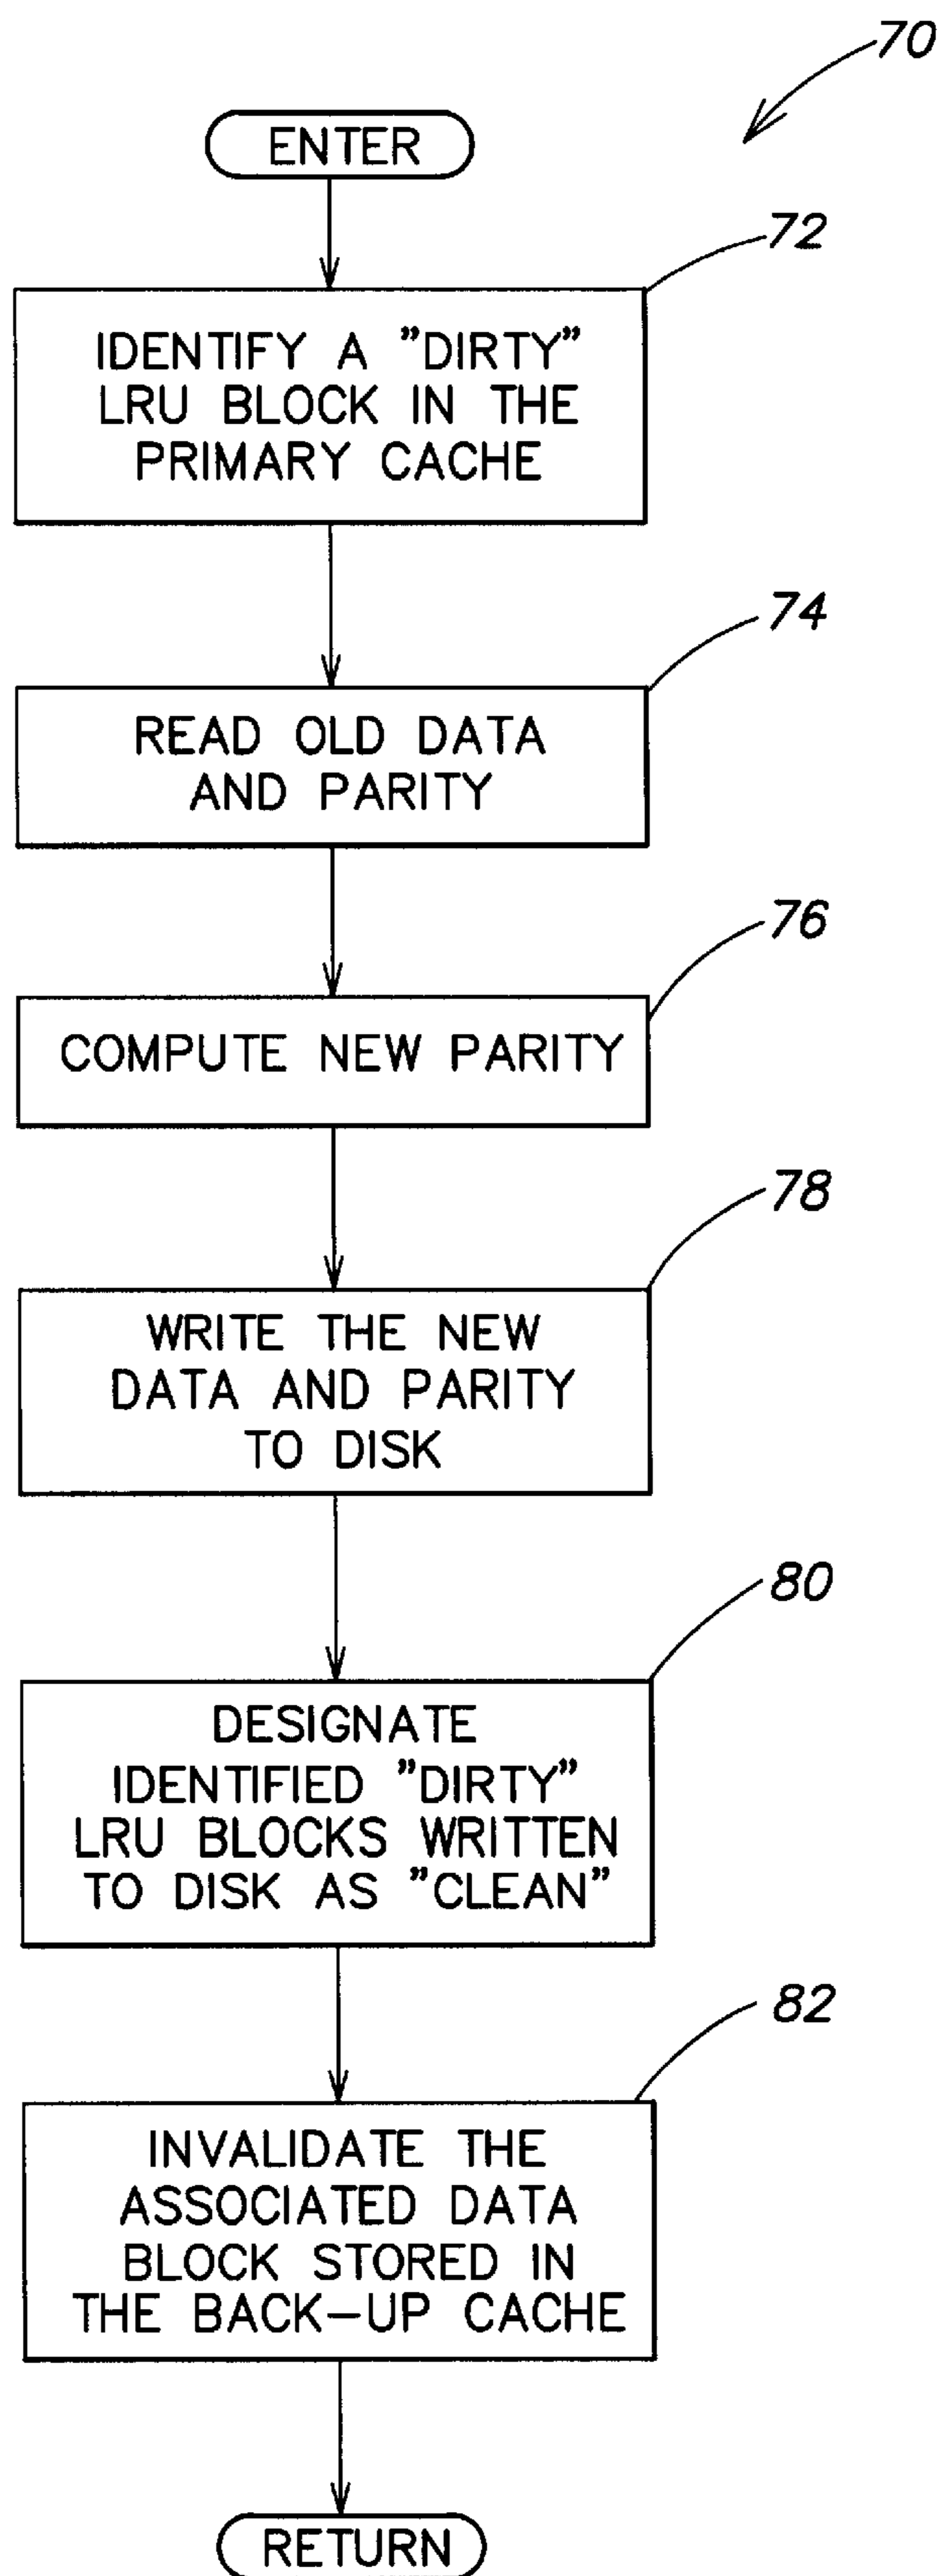 70
ENTER
72
IDENTIFY A "DIRTY"
LRU BLOCK IN THE
PRIMARY CACHE
74
READ OLD DATA
AND PARITY
76
COMPUTE NEW PARITY
78
WRITE THE NEW
DATA AND PARITY
TO DISK
80
DESIGNATE
IDENTIFIED "DIRTY"
LRU BLOCKS WRITTEN
TO DISK AS "CLEAN"
82
INVALIDATE THE
ASSOCIATED DATA
BLOCK STORED IN
THE BACK-UP CACHE
RETURN